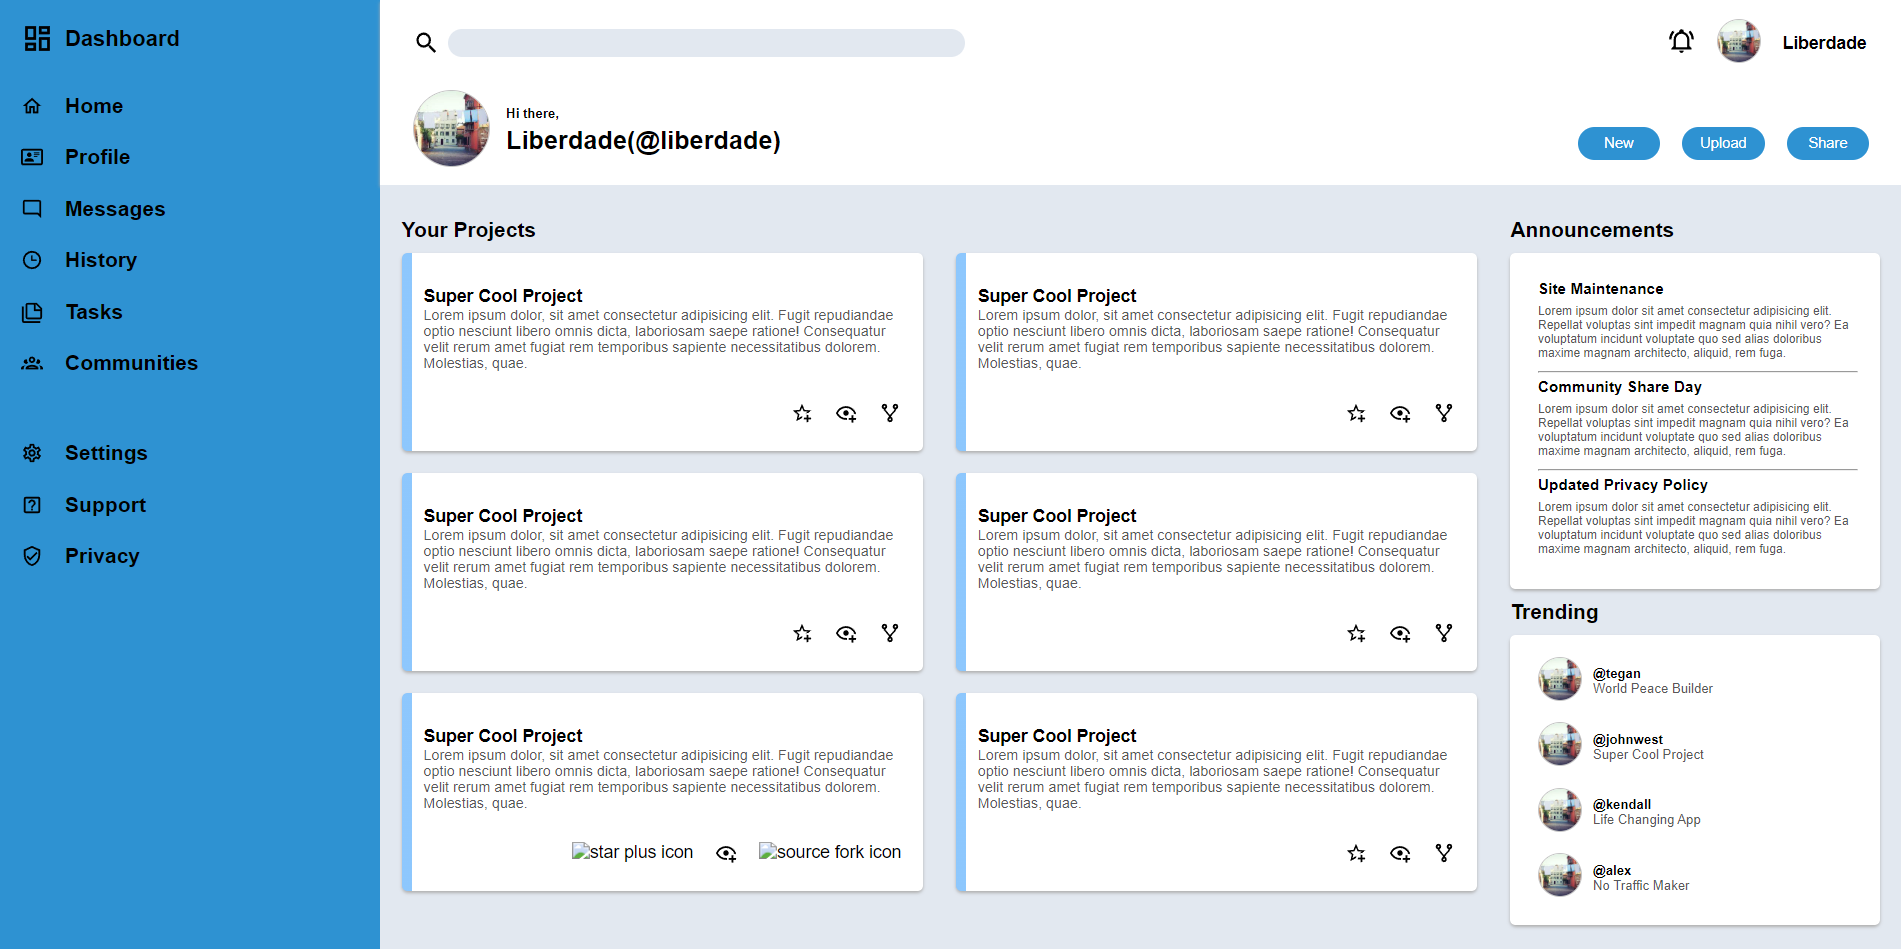 Dashboard
Home
Profile
Messages
History
Tasks
Communities
Settings
Support
Privacy
Liberdade
Hi there,
Liberdade(@liberdade)
New
Upload
Share
Your Projects
Super Cool Project
Lorem ipsum dolor, sit amet consectetur adipisicing elit. Fugit repudiandae
optio nesciunt libero omnis dicta, laboriosam saepe ratione! Consequatur
velit rerum amet fugiat rem temporibus sapiente necessitatibus dolorem.
Molestias, quae.
Super Cool Project
Lorem ipsum dolor, sit amet consectetur adipisicing elit. Fugit repudiandae
optio nesciunt libero omnis dicta, laboriosam saepe ratione! Consequatur
velit rerum amet fugiat rem temporibus sapiente necessitatibus dolorem.
Molestias, quae.
Super Cool Project
Lorem ipsum dolor, sit amet consectetur adipisicing elit. Fugit repudiandae
optio nesciunt libero omnis dicta, laboriosam saepe ratione! Consequatur
velit rerum amet fugiat rem temporibus sapiente necessitatibus dolorem.
Molestias, quae.
Super Cool Project
Lorem ipsum dolor, sit amet consectetur adipisicing elit. Fugit repudiandae
optio nesciunt libero omnis dicta, laboriosam saepe ratione! Consequatur
velit rerum amet fugiat rem temporibus sapiente necessitatibus dolorem.
Molestias, quae.
Super Cool Project
Lorem ipsum dolor, sit amet consectetur adipisicing elit. Fugit repudiandae
optio nesciunt libero omnis dicta, laboriosam saepe ratione! Consequatur
velit rerum amet fugiat rem temporibus sapiente necessitatibus dolorem.
Molestias, quae.
star plus icon
source fork icon
Super Cool Project
Lorem ipsum dolor, sit amet consectetur adipisicing elit. Fugit repudiandae
optio nesciunt libero omnis dicta, laboriosam saepe ratione! Consequatur
velit rerum amet fugiat rem temporibus sapiente necessitatibus dolorem.
Molestias, quae.
Announcements
Site Maintenance
Lorem ipsum dolor sit amet consectetur adipisicing elit.
Repellat voluptas sint impedit magnam quia nihil vero? Ea
voluptatum incidunt voluptate quo sed alias doloribus
maxime magnam architecto, aliquid, rem fuga.
Community Share Day
Lorem ipsum dolor sit amet consectetur adipisicing elit.
Repellat voluptas sint impedit magnam quia nihil vero? Ea
voluptatum incidunt voluptate quo sed alias doloribus
maxime magnam architecto, aliquid, rem fuga.
Updated Privacy Policy
Lorem ipsum dolor sit amet consectetur adipisicing elit.
Repellat voluptas sint impedit magnam quia nihil vero? Ea
voluptatum incidunt voluptate quo sed alias doloribus
maxime magnam architecto, aliquid, rem fuga.
Trending
@tegan
World Peace Builder
@johnwest
Super Cool Project
@kendall
Life Changing App
@alex
No Traffic Maker